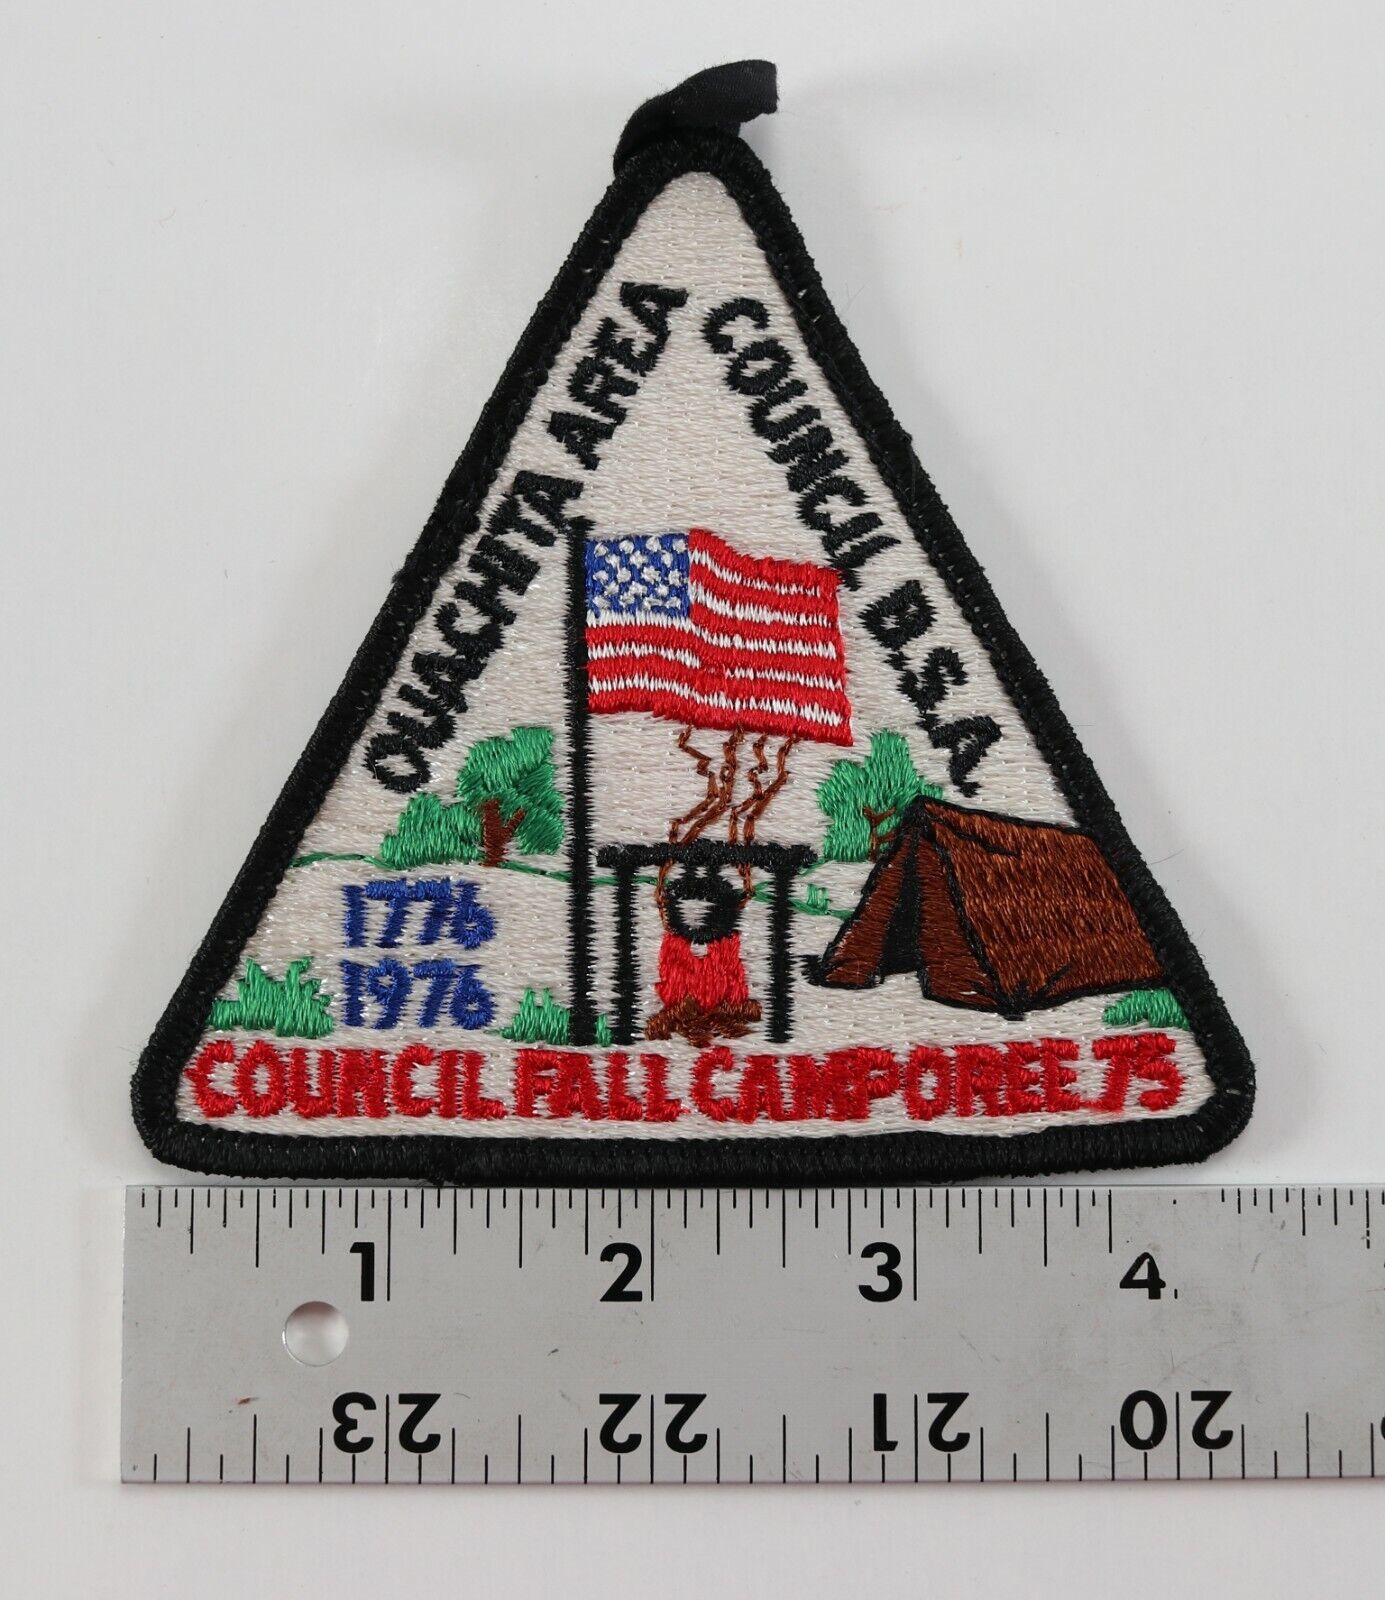 OUACHITA AREA
COUNCIL, B.S.A.
1776
1976
COUNCIL FALL CAMPOREE 75
1 2 3 4
23 22 21 20